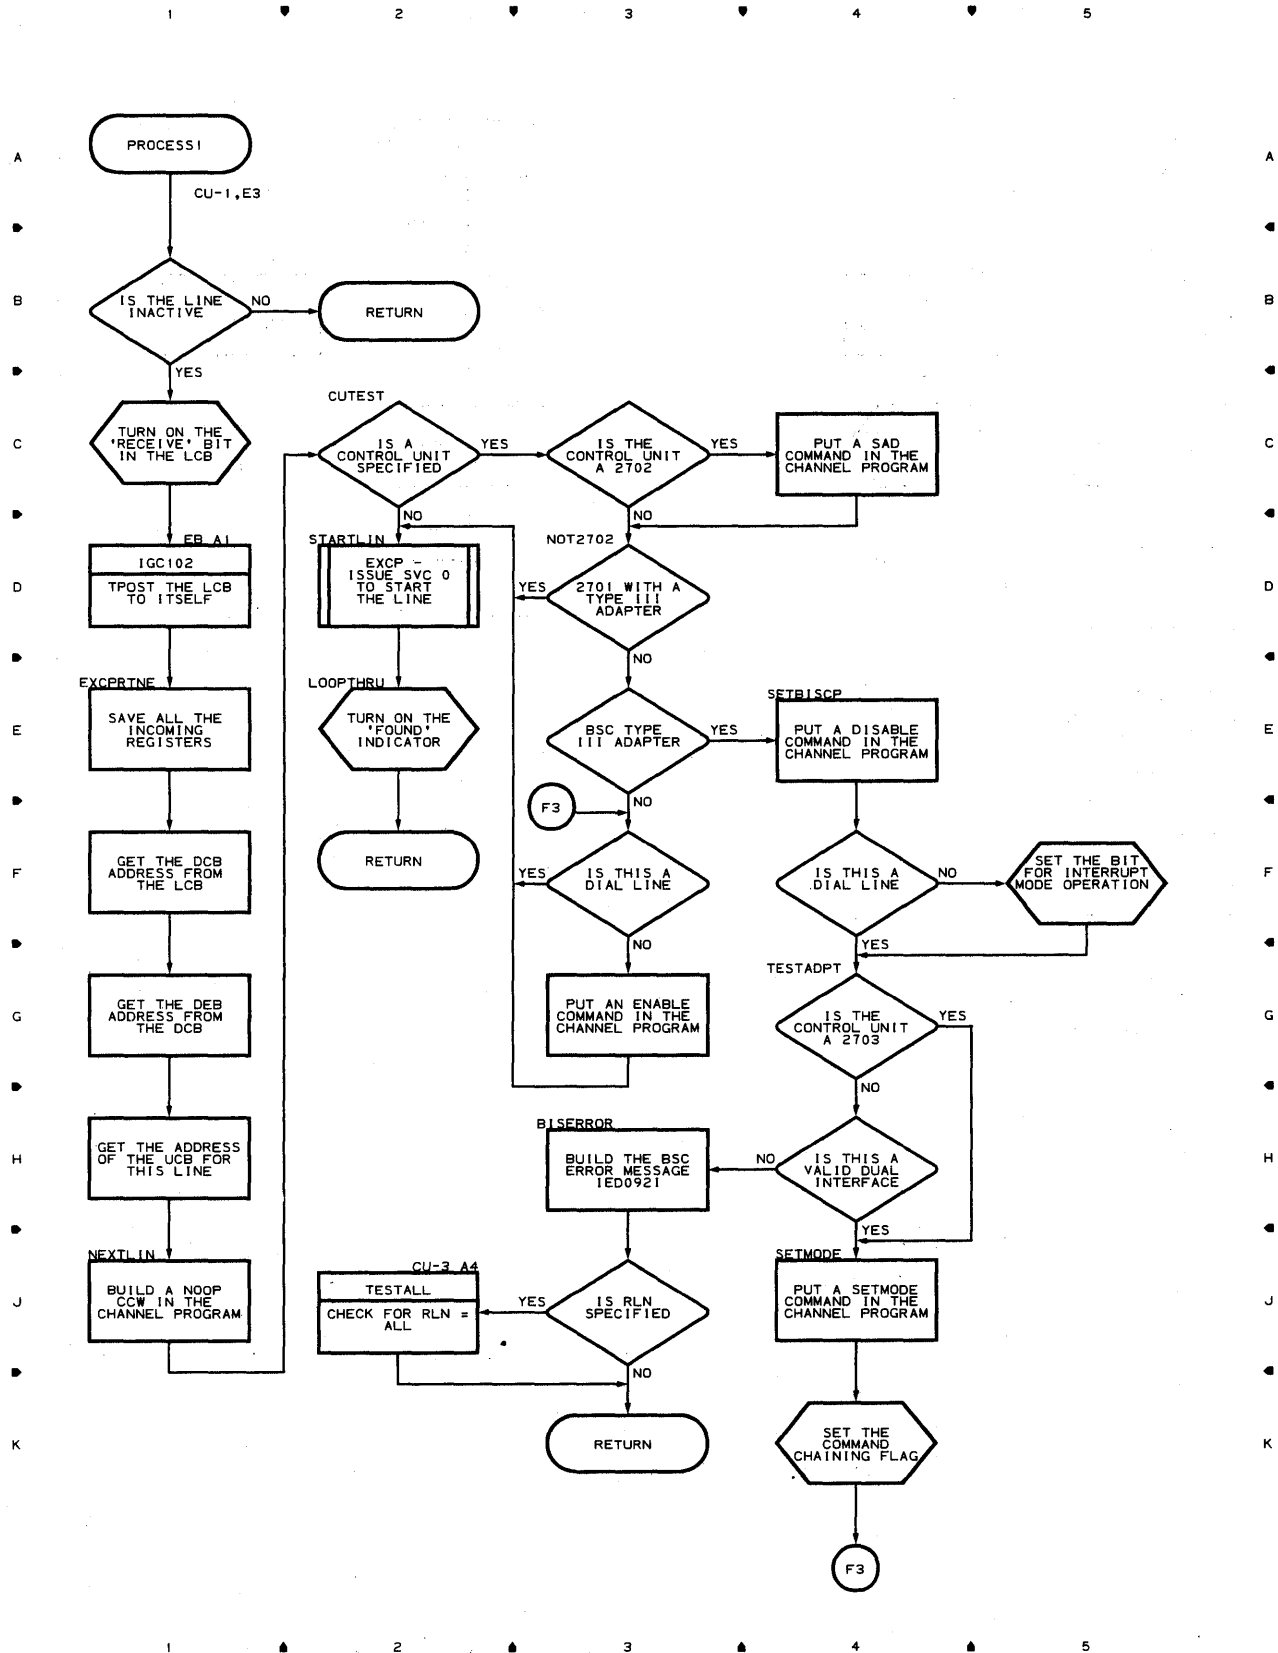 1 2 3 4 5
A A
PROCESS1
CU-1,E3
B B
IS THE LINE
INACTIVE
NO
RETURN
YES
C C
TURN ON THE
'RECEIVE' BIT
IN THE LCB
CUTEST
IS A
CONTROL UNIT
SPECIFIED
YES
IS THE
CONTROL UNIT
A 2702
YES
PUT A SAD
COMMAND IN THE
CHANNEL PROGRAM
NO
NO
D D
EB A1
IGC102
TPOST THE LCB
TO ITSELF
STARTLIN
EXCP -
ISSUE SVC 0
TO START
THE LINE
NOT2702
YES
2701 WITH A
TYPE III
ADAPTER
NO
E E
EXCPRTNE
SAVE ALL THE
INCOMING
REGISTERS
LOOPTHRU
TURN ON THE
'FOUND'
INDICATOR
BSC TYPE
III ADAPTER
YES
SETBISCP
PUT A DISABLE
COMMAND IN THE
CHANNEL PROGRAM
NO
F3
F F
GET THE DCB
ADDRESS FROM
THE LCB
RETURN
YES
IS THIS A
DIAL LINE
NO
IS THIS A
DIAL LINE
NO
SET THE BIT
FOR INTERRUPT
MODE OPERATION
YES
G G
GET THE DEB
ADDRESS FROM
THE DCB
PUT AN ENABLE
COMMAND IN THE
CHANNEL PROGRAM
TESTADPT
IS THE
CONTROL UNIT
A 2703
YES
NO
H H
GET THE ADDRESS
OF THE UCB FOR
THIS LINE
BISERROR
BUILD THE BSC
ERROR MESSAGE
IED092I
NO
IS THIS A
VALID DUAL
INTERFACE
YES
J J
NEXTLIN
BUILD A NOOP
CCW IN THE
CHANNEL PROGRAM
CU-3 A4
TESTALL
CHECK FOR RLN =
ALL
YES
IS RLN
SPECIFIED
NO
SETMODE
PUT A SETMODE
COMMAND IN THE
CHANNEL PROGRAM
K K
RETURN
SET THE
COMMAND
CHAINING FLAG
F3
1 2 3 4 5